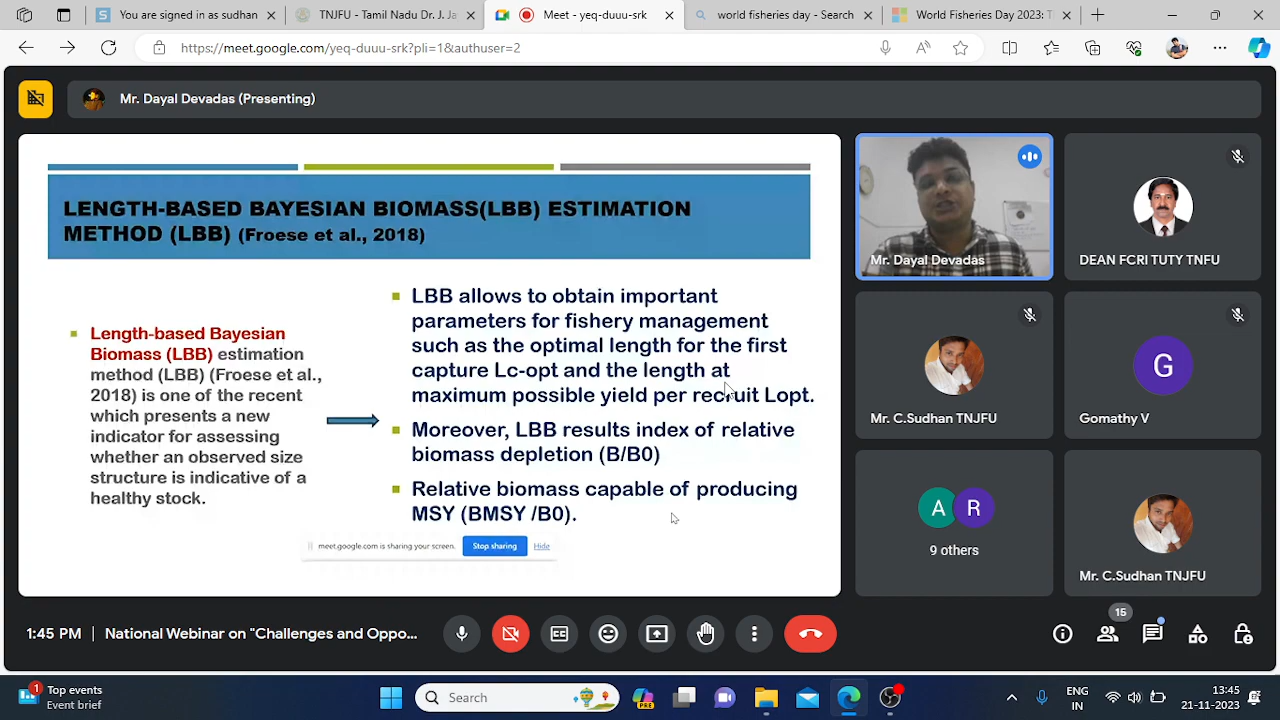 You are signed in as sudhan
TNJFU - Tamil Nadu Dr. J. Ja
Meet - yeq-duuu-srk
world fisheries day - Search
World Fisheries Day 2023: T
https://meet.google.com/yeq-duuu-srk?pli=1&authuser=2
Mr. Dayal Devadas (Presenting)
LENGTH-BASED BAYESIAN BIOMASS(LBB) ESTIMATION
METHOD (LBB) (Froese et al., 2018)
Length-based Bayesian
Biomass (LBB) estimation
method (LBB) (Froese et al.,
2018) is one of the recent
which presents a new
indicator for assessing
whether an observed size
structure is indicative of a
healthy stock.
LBB allows to obtain important
parameters for fishery management
such as the optimal length for the first
capture Lc-opt and the length at
maximum possible yield per recruit Lopt.
Moreover, LBB results index of relative
biomass depletion (B/B0)
Relative biomass capable of producing
MSY (BMSY /B0).
meet.google.com is sharing your screen.
Stop sharing
Hide
Mr. Dayal Devadas
DEAN FCRI TUTY TNFU
Mr. C.Sudhan TNJFU
G
Gomathy V
A
R
9 others
Mr. C.Sudhan TNJFU
1:45 PM | National Webinar on "Challenges and Oppo...
15
1
Top events
Event brief
Search
PRE
ENG
IN
13:45
21-11-2023